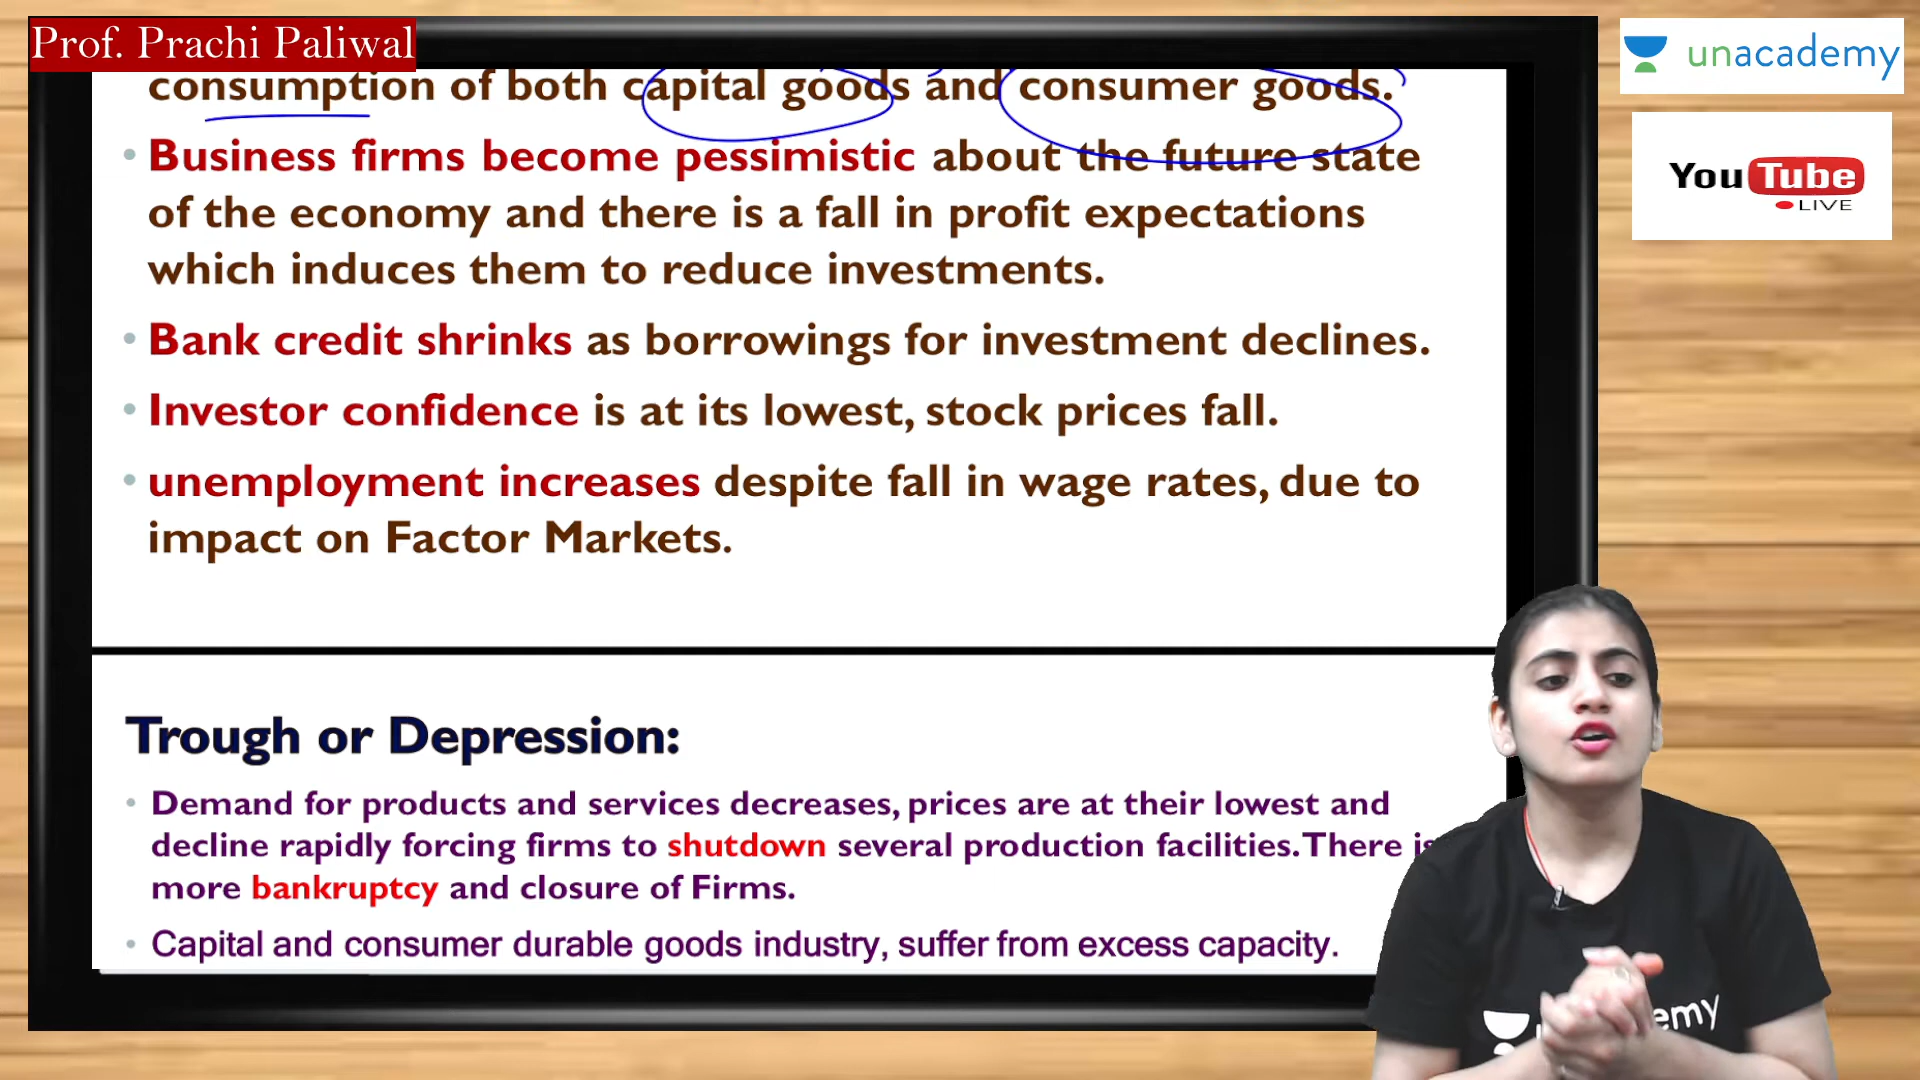 Prof. Prachi Paliwal
unacademy
YouTube
LIVE
consumption of both capital goods and consumer goods.
• Business firms become pessimistic about the future state
of the economy and there is a fall in profit expectations
which induces them to reduce investments.
• Bank credit shrinks as borrowings for investment declines.
• Investor confidence is at its lowest, stock prices fall.
• unemployment increases despite fall in wage rates, due to
impact on Factor Markets.
Trough or Depression:
• Demand for products and services decreases, prices are at their lowest and
decline rapidly forcing firms to shutdown several production facilities. There is
more bankruptcy and closure of Firms.
• Capital and consumer durable goods industry, suffer from excess capacity.